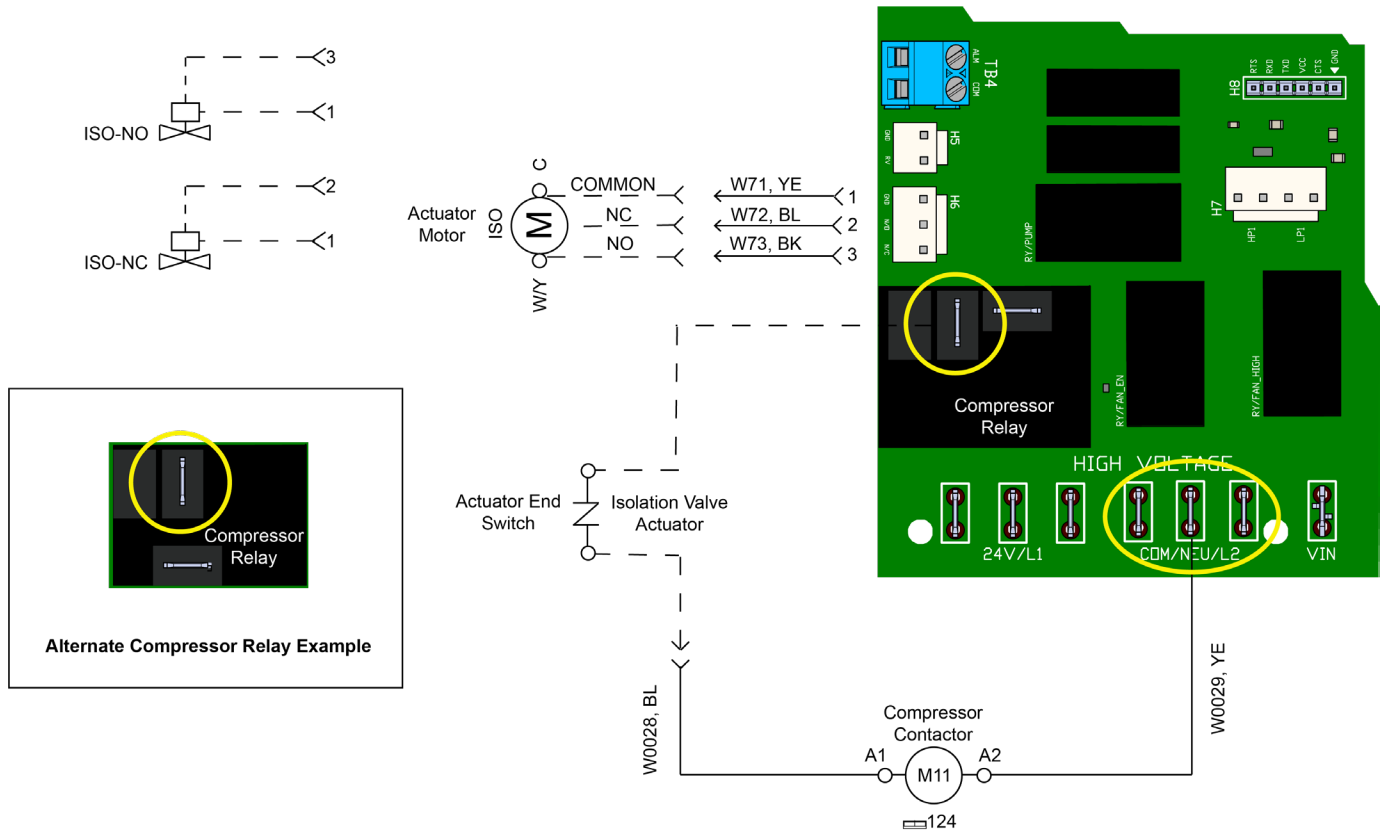 3
1
ISO-NO
2
1
ISO-NC
Actuator
Motor
ISO
M
C
W/Y
COMMON
NC
NO
W71, YE
W72, BL
W73, BK
1
2
3
TB4
ALM
COM
H5
GND
RV
H6
GND
N/O
N/C
RY/PUMP
H8
RTS
RXD
TXD
VCC
CTS
GND
H7
HP1
LP1
Compressor
Relay
RY/FAN_EN
RY/FAN_HIGH
HIGH VOLTAGE
24V/L1
COM/NEU/L2
VIN
Compressor
Relay
Alternate Compressor Relay Example
Actuator End
Switch
Isolation Valve
Actuator
W0028, BL
W0029, YE
Compressor
Contactor
A1
M11
A2
124